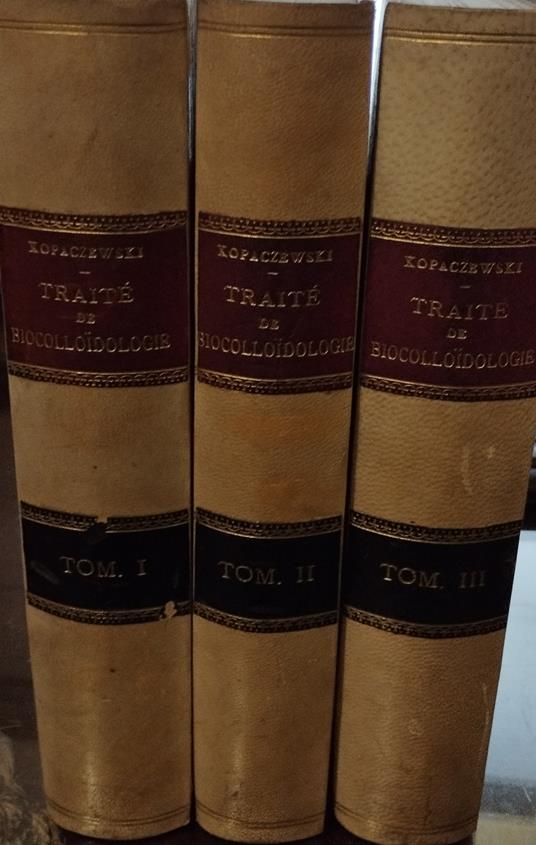 KOPACZEWSKI
TRAITÉ
DE
BIOCOLLOÏDOLOGIE
TOM. I
KOPACZEWSKI
TRAITÉ
DE
BIOCOLLOÏDOLOGIE
TOM. II
KOPACZEWSKI
TRAITÉ
DE
BIOCOLLOÏDOLOGIE
TOM. III